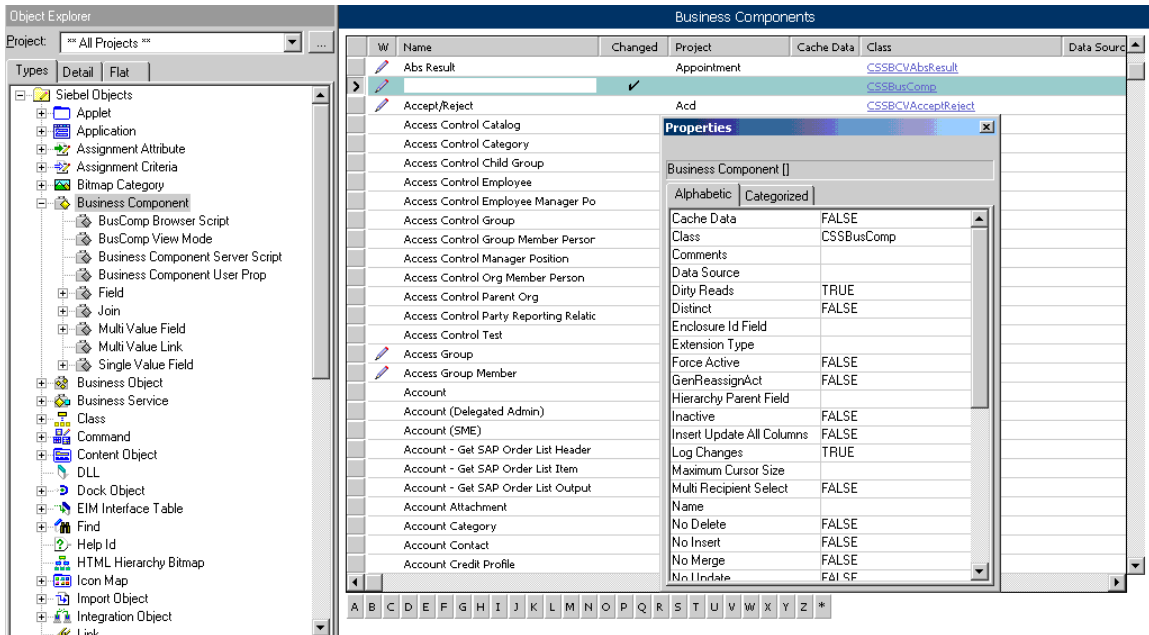 Object Explorer
Project: ** All Projects ** ...
Types Detail Flat
Siebel Objects
Applet
Application
Assignment Attribute
Assignment Criteria
Bitmap Category
Business Component
BusComp Browser Script
BusComp View Mode
Business Component Server Script
Business Component User Prop
Field
Join
Multi Value Field
Multi Value Link
Single Value Field
Business Object
Business Service
Class
Command
Content Object
DLL
Dock Object
EIM Interface Table
Find
Help Id
HTML Hierarchy Bitmap
Icon Map
Import Object
Integration Object
Link
Business Components
W Name Changed Project Cache Data Class Data Sourc
Abs Result Appointment CSSBCVAbsResult
CSSBusComp
Accept/Reject Acd CSSBCVAcceptReject
Access Control Catalog
Access Control Category
Access Control Child Group
Access Control Employee
Access Control Employee Manager Po
Access Control Group
Access Control Group Member Person
Access Control Manager Position
Access Control Org Member Person
Access Control Parent Org
Access Control Party Reporting Relatic
Access Control Test
Access Group
Access Group Member
Account
Account (Delegated Admin)
Account (SME)
Account - Get SAP Order List Header
Account - Get SAP Order List Item
Account - Get SAP Order List Output
Account Attachment
Account Category
Account Contact
Account Credit Profile
Properties
Business Component []
Alphabetic Categorized
Cache Data FALSE
Class CSSBusComp
Comments
Data Source
Dirty Reads TRUE
Distinct FALSE
Enclosure Id Field
Extension Type
Force Active FALSE
GenReassignAct FALSE
Hierarchy Parent Field
Inactive FALSE
Insert Update All Columns FALSE
Log Changes TRUE
Maximum Cursor Size
Multi Recipient Select FALSE
Name
No Delete FALSE
No Insert FALSE
No Merge FALSE
No Update FALSE
A B C D E F G H I J K L M N O P Q R S T U V W X Y Z *